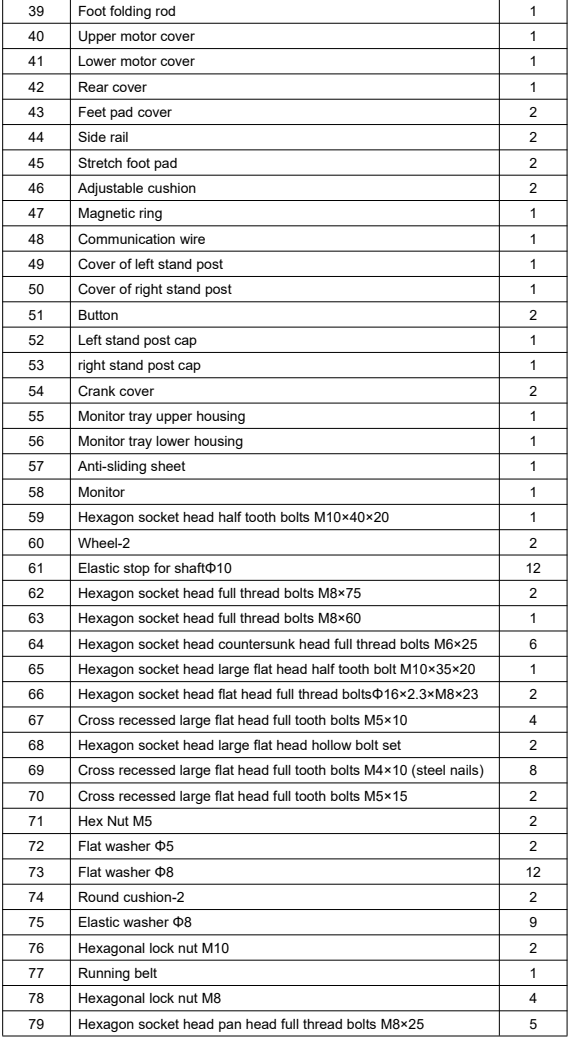 39 Foot folding rod 1
40 Upper motor cover 1
41 Lower motor cover 1
42 Rear cover 1
43 Feet pad cover 2
44 Side rail 2
45 Stretch foot pad 2
46 Adjustable cushion 2
47 Magnetic ring 1
48 Communication wire 1
49 Cover of left stand post 1
50 Cover of right stand post 1
51 Button 2
52 Left stand post cap 1
53 right stand post cap 1
54 Crank cover 2
55 Monitor tray upper housing 1
56 Monitor tray lower housing 1
57 Anti-sliding sheet 1
58 Monitor 1
59 Hexagon socket head half tooth bolts M10×40×20 1
60 Wheel-2 2
61 Elastic stop for shaftΦ10 12
62 Hexagon socket head full thread bolts M8×75 2
63 Hexagon socket head full thread bolts M8×60 1
64 Hexagon socket head countersunk head full thread bolts M6×25 6
65 Hexagon socket head large flat head half tooth bolt M10×35×20 1
66 Hexagon socket head flat head full thread boltsΦ16×2.3×M8×23 2
67 Cross recessed large flat head full tooth bolts M5×10 4
68 Hexagon socket head large flat head hollow bolt set 2
69 Cross recessed large flat head full tooth bolts M4×10 (steel nails) 8
70 Cross recessed large flat head full tooth bolts M5×15 2
71 Hex Nut M5 2
72 Flat washer Φ5 2
73 Flat washer Φ8 12
74 Round cushion-2 2
75 Elastic washer Φ8 9
76 Hexagonal lock nut M10 2
77 Running belt 1
78 Hexagonal lock nut M8 4
79 Hexagon socket head pan head full thread bolts M8×25 5